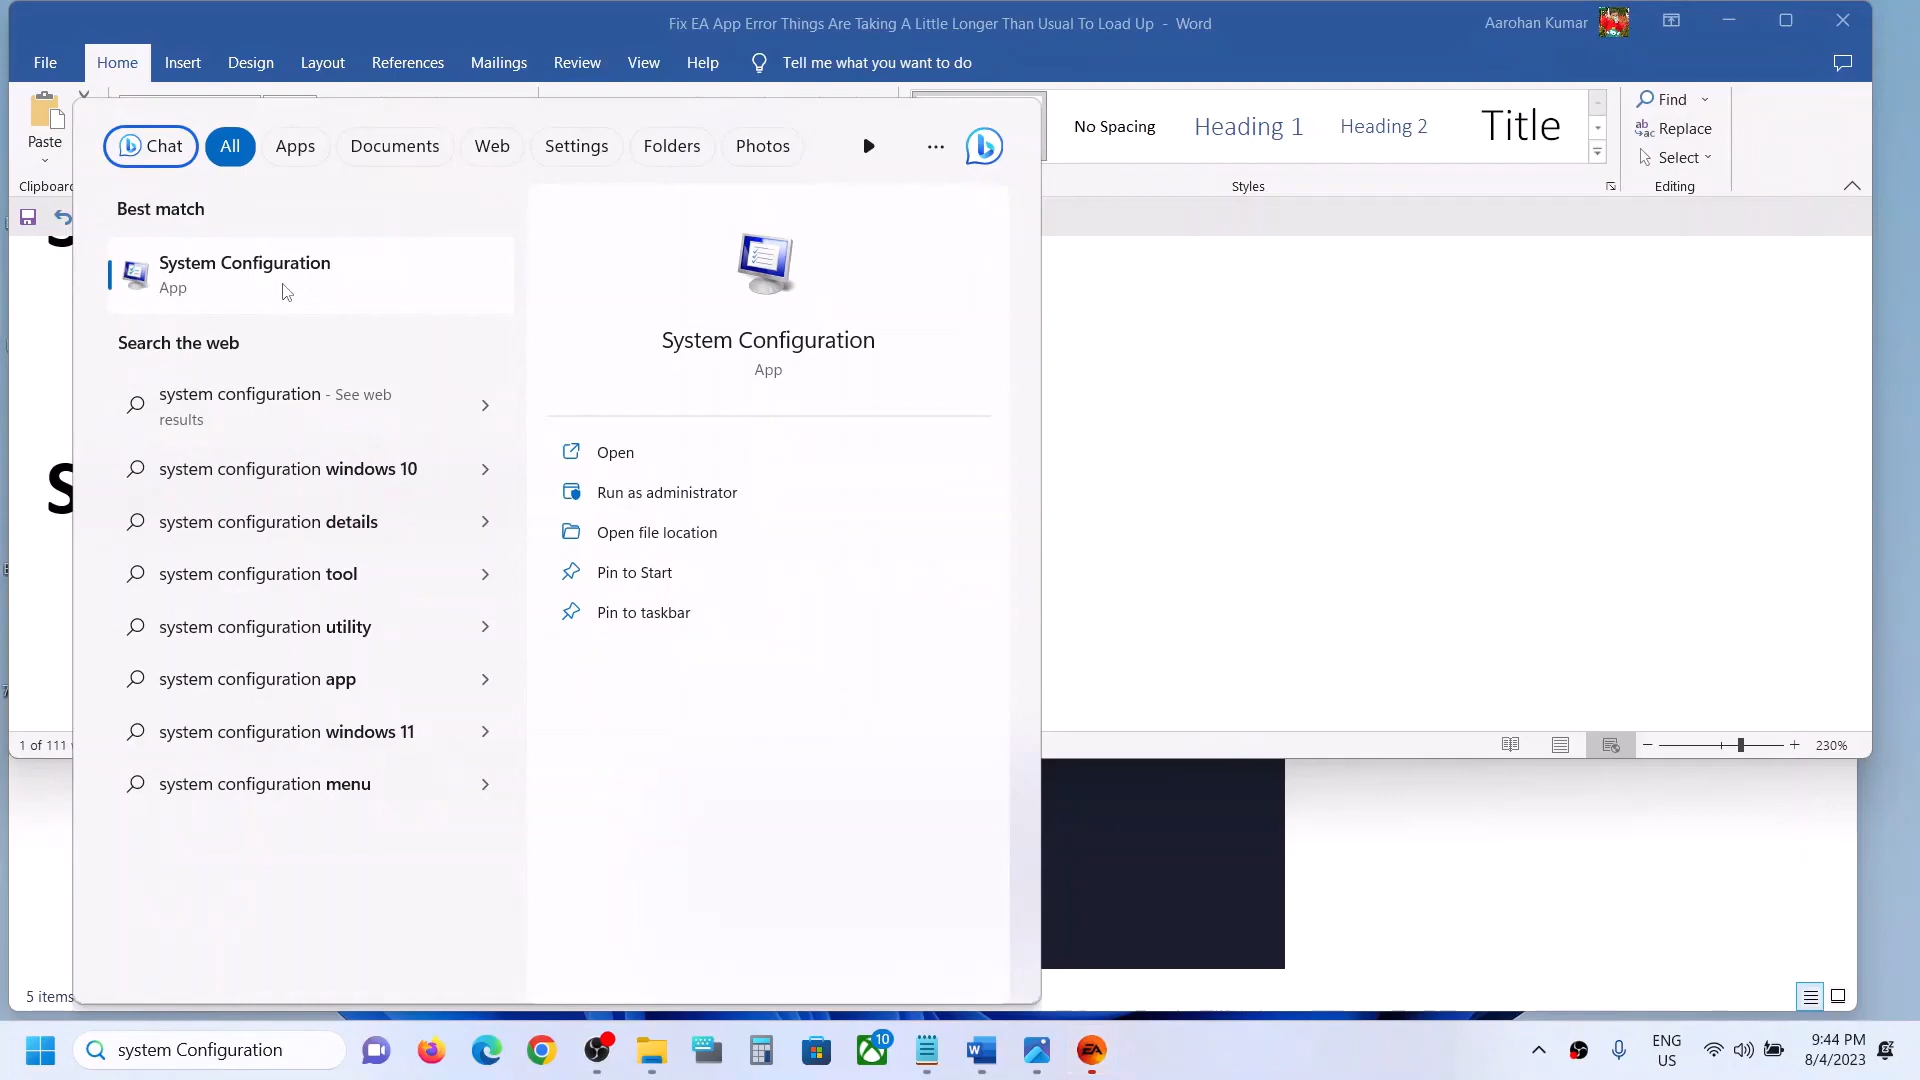 Fix EA App Error Things Are Taking A Little Longer Than Usual To Load Up - Word
Aarohan Kumar
File Home Insert Design Layout References Mailings Review View Help Tell me what you want to do
Paste
Clipboard
No Spacing
Heading 1
Heading 2
Title
Styles
Find
Replace
Select
Editing
Chat
All
Apps
Documents
Web
Settings
Folders
Photos
Best match
System Configuration
App
Search the web
system configuration - See web
results
system configuration windows 10
system configuration details
system configuration tool
system configuration utility
system configuration app
system configuration windows 11
system configuration menu
System Configuration
App
Open
Run as administrator
Open file location
Pin to Start
Pin to taskbar
S
1 of 111
230%
5 items
system Configuration
10
EA
ENG
US
9:44 PM
8/4/2023